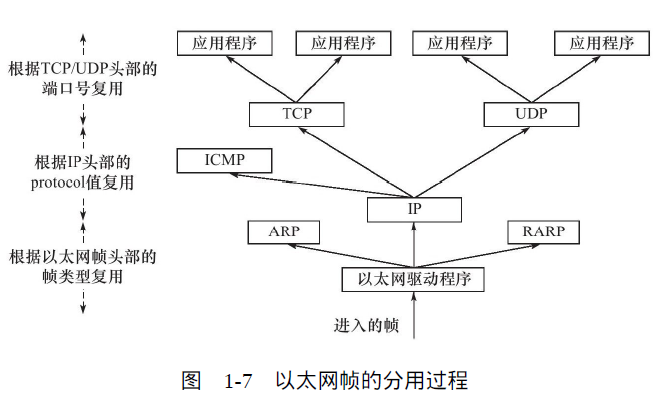 应用程序 应用程序 应用程序 应用程序
根据TCP/UDP头部的
端口号复用
TCP UDP
根据IP头部的
protocol值复用
ICMP
IP
ARP RARP
根据以太网帧头部的
帧类型复用
以太网驱动程序
进入的帧
图 1-7 以太网帧的分用过程